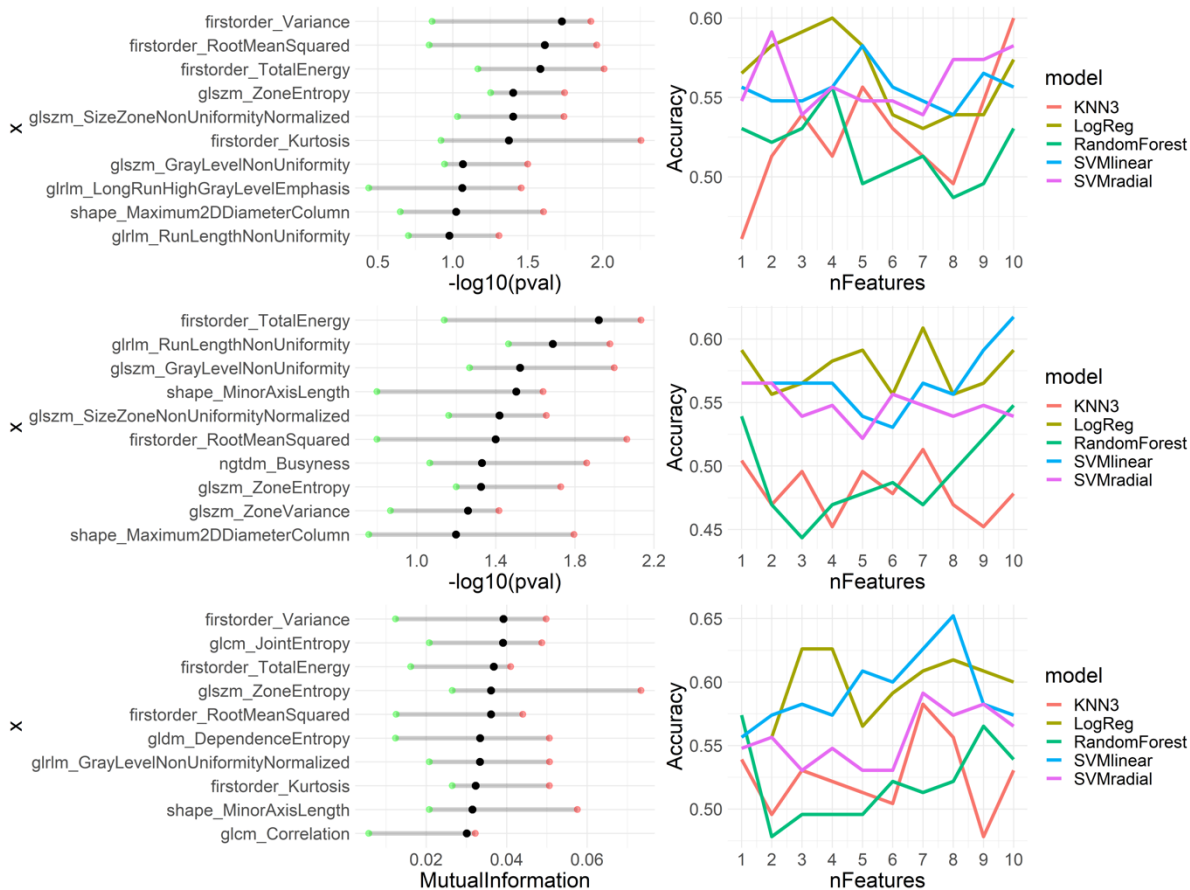 firstorder_Variance
firstorder_RootMeanSquared
firstorder_TotalEnergy
glszm_ZoneEntropy
glszm_SizeZoneNonUniformityNormalized
firstorder_Kurtosis
glszm_GrayLevelNonUniformity
glrlm_LongRunHighGrayLevelEmphasis
shape_Maximum2DDiameterColumn
glrlm_RunLengthNonUniformity
x
0.5 1.0 1.5 2.0
-log10(pval)
0.60
0.55
0.50
Accuracy
1 2 3 4 5 6 7 8 9 10
nFeatures
model
KNN3
LogReg
RandomForest
SVMlinear
SVMradial
firstorder_TotalEnergy
glrlm_RunLengthNonUniformity
glszm_GrayLevelNonUniformity
shape_MinorAxisLength
glszm_SizeZoneNonUniformityNormalized
firstorder_RootMeanSquared
ngtdm_Busyness
glszm_ZoneEntropy
glszm_ZoneVariance
shape_Maximum2DDiameterColumn
x
1.0 1.4 1.8 2.2
-log10(pval)
0.60
0.55
0.50
0.45
Accuracy
1 2 3 4 5 6 7 8 9 10
nFeatures
model
KNN3
LogReg
RandomForest
SVMlinear
SVMradial
firstorder_Variance
glcm_JointEntropy
firstorder_TotalEnergy
glszm_ZoneEntropy
firstorder_RootMeanSquared
gldm_DependenceEntropy
glrlm_GrayLevelNonUniformityNormalized
firstorder_Kurtosis
shape_MinorAxisLength
glcm_Correlation
x
0.02 0.04 0.06
MutualInformation
0.65
0.60
0.55
0.50
Accuracy
1 2 3 4 5 6 7 8 9 10
nFeatures
model
KNN3
LogReg
RandomForest
SVMlinear
SVMradial